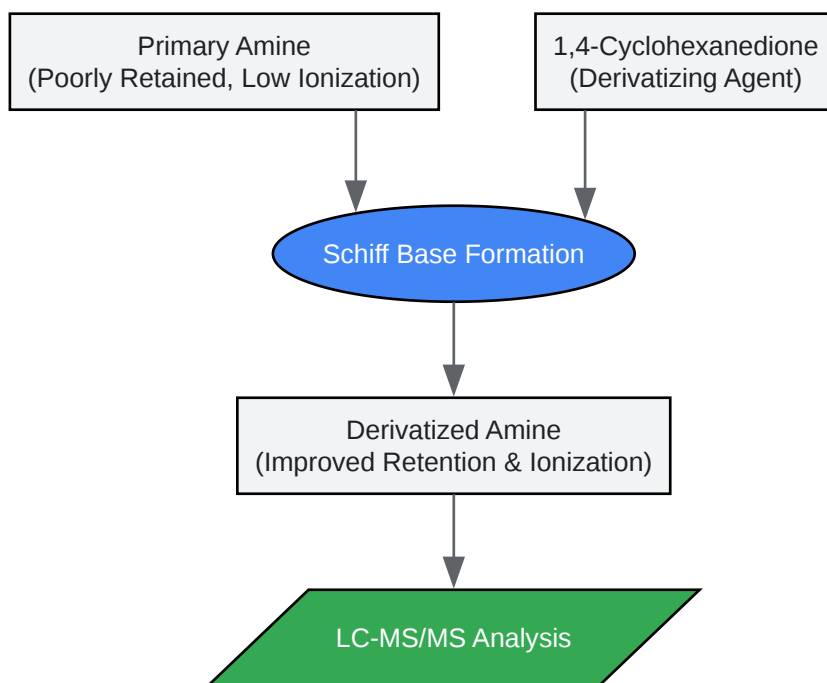 Primary Amine
(Poorly Retained, Low Ionization)
1,4-Cyclohexanedione
(Derivatizing Agent)
Schiff Base Formation
Derivatized Amine
(Improved Retention & Ionization)
LC-MS/MS Analysis